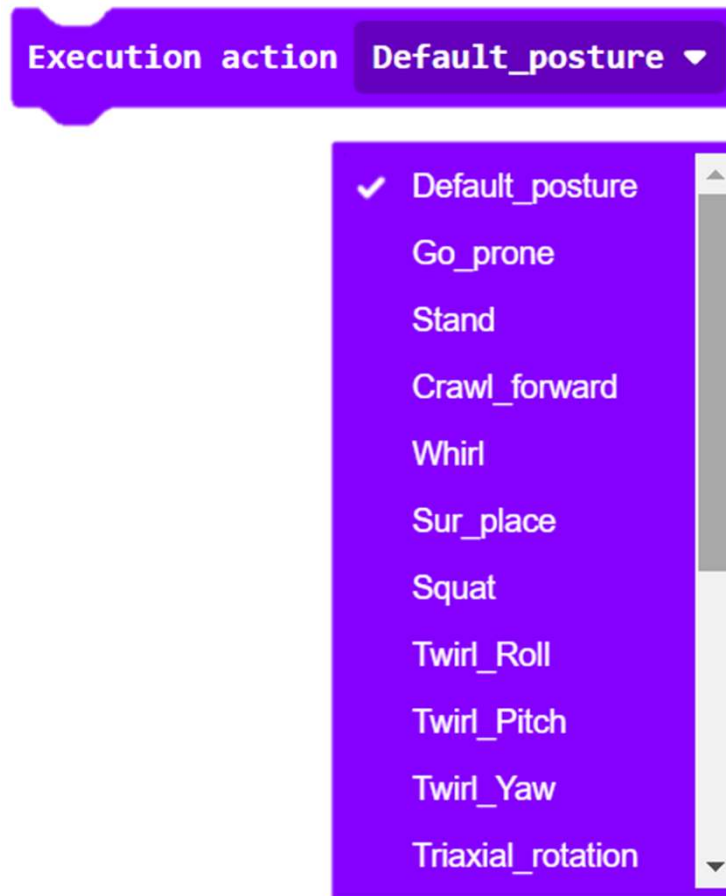 Execution action Default_posture
Default_posture
Go_prone
Stand
Crawl_forward
Whirl
Sur_place
Squat
Twirl_Roll
Twirl_Pitch
Twirl_Yaw
Triaxial_rotation